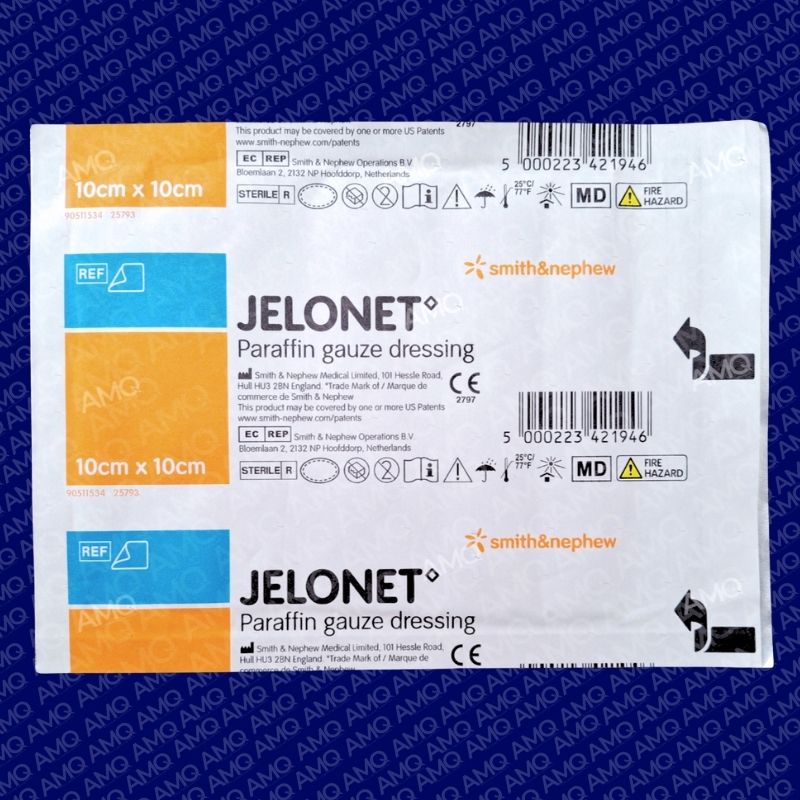 This product may be covered by one or more US Patents
2797
www.smith-nephew.com/patents
EC REP Smith & Nephew Operations B.V.
Bloemlaan 2, 2132 NP Hoofddorp, Netherlands
5 000223 421946
10cm x 10cm
STERILE R
25°C/
77°F
MD
FIRE
HAZARD
90511534 25793
REF
smith&nephew
JELONET
Paraffin gauze dressing
Smith & Nephew Medical Limited, 101 Hessle Road,
Hull HU3 2BN England. *Trade Mark of / Marque de
commerce de Smith & Nephew
CE
2797
This product may be covered by one or more US Patents
www.smith-nephew.com/patents
EC REP Smith & Nephew Operations B.V.
Bloemlaan 2, 2132 NP Hoofddorp, Netherlands
5 000223 421946
10cm x 10cm
STERILE R
25°C/
77°F
MD
FIRE
HAZARD
90511534 25793
REF
smith&nephew
JELONET
Paraffin gauze dressing
Smith & Nephew Medical Limited, 101 Hessle Road,
Hull HU3 2BN England. *Trade Mark of / Marque de
commerce de Smith & Nephew
CE
AMQ